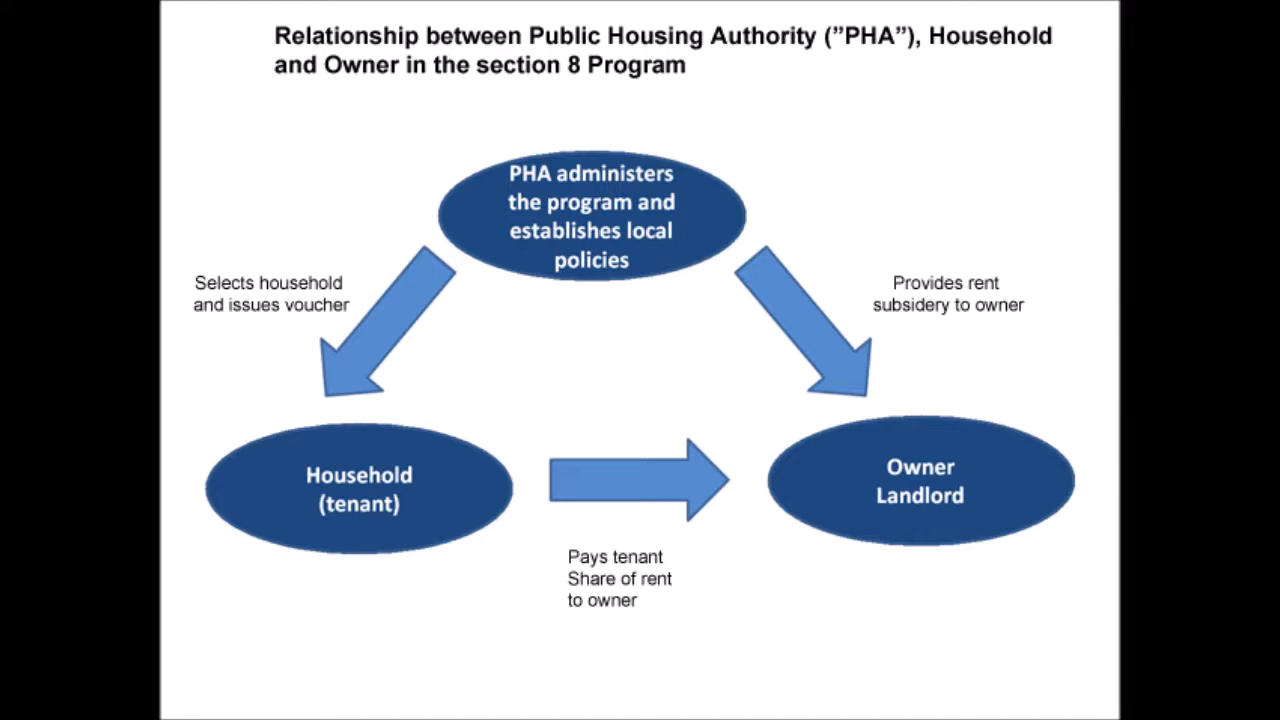 Relationship between Public Housing Authority (”PHA”), Household
and Owner in the section 8 Program
PHA administers
the program and
establishes local
policies
Selects household
and issues voucher
Provides rent
subsidery to owner
Household
(tenant)
Owner
Landlord
Pays tenant
Share of rent
to owner